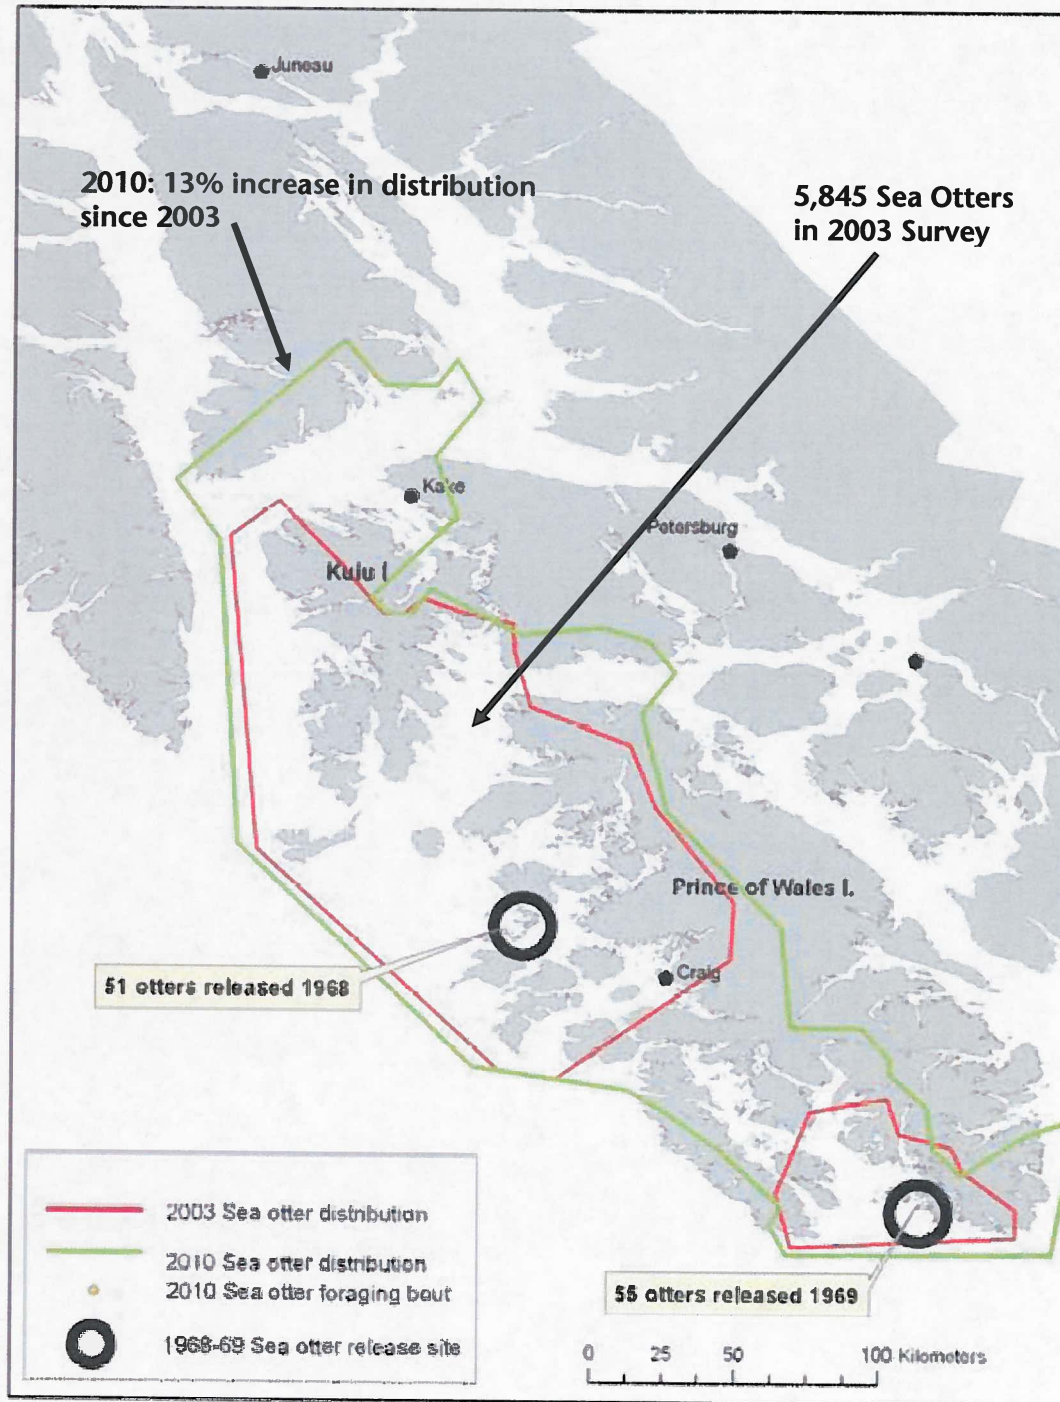 Juneau
2010: 13% increase in distribution
since 2003
5,845 Sea Otters
in 2003 Survey
Kake
Petersburg
Kuiu I
Prince of Wales I.
51 otters released 1968
Craig
2003 Sea otter distribution
2010 Sea otter distribution
2010 Sea otter foraging bout
1968-69 Sea otter release site
55 otters released 1969
0 25 50 100 Kilometers